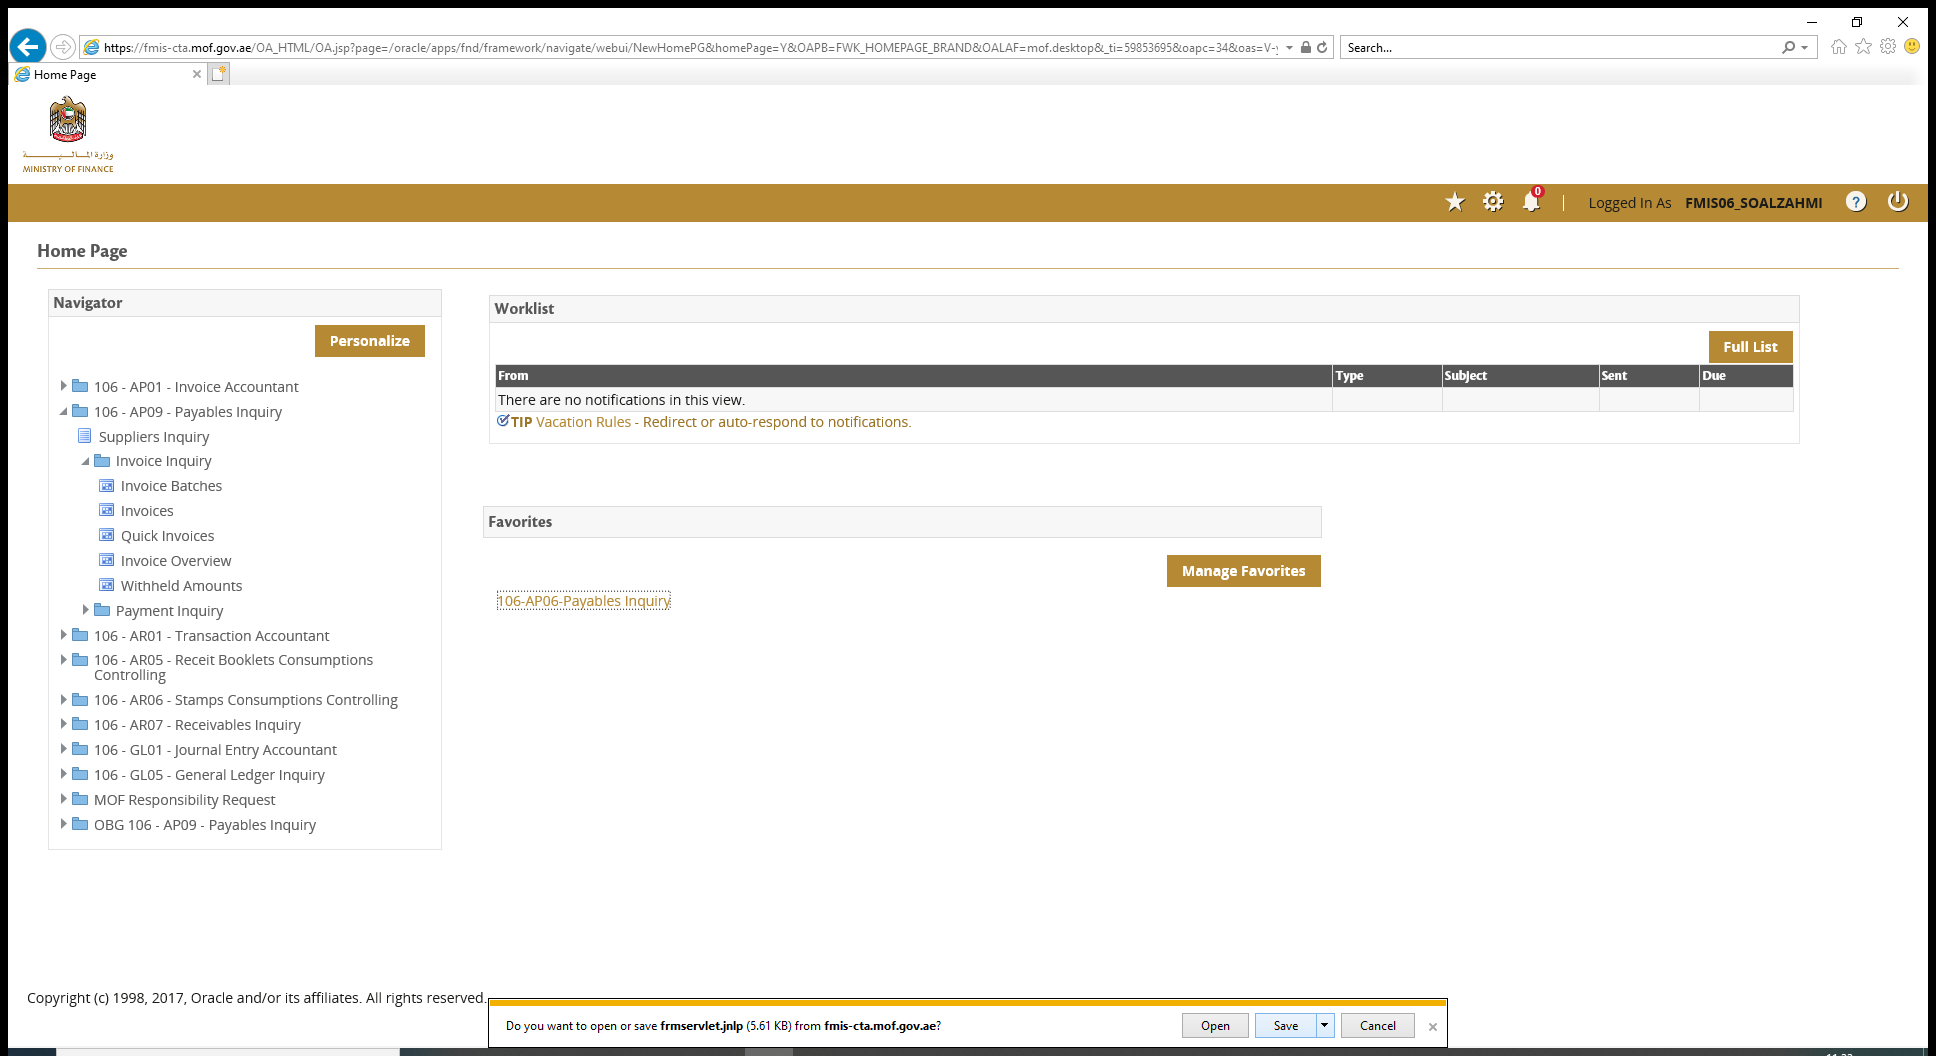 https://fmis-cta.mof.gov.ae/OA_HTML/OA.jsp?page=/oracle/apps/fnd/framework/navigate/webui/NewHomePG&homePage=Y&OAPB=FWK_HOMEPAGE_BRAND&OALAF=mof.desktop&_ti=59853695&oapc=34&oas=V-
Search...
Home Page
وزارة المالية
MINISTRY OF FINANCE
0
Logged In As FMIS06_SOALZAHMI ?
Home Page
Navigator
Personalize
106 - AP01 - Invoice Accountant
106 - AP09 - Payables Inquiry
Suppliers Inquiry
Invoice Inquiry
Invoice Batches
Invoices
Quick Invoices
Invoice Overview
Withheld Amounts
Payment Inquiry
106 - AR01 - Transaction Accountant
106 - AR05 - Receit Booklets Consumptions
Controlling
106 - AR06 - Stamps Consumptions Controlling
106 - AR07 - Receivables Inquiry
106 - GL01 - Journal Entry Accountant
106 - GL05 - General Ledger Inquiry
MOF Responsibility Request
OBG 106 - AP09 - Payables Inquiry
Worklist
Full List
From Type Subject Sent Due
There are no notifications in this view.
TIP Vacation Rules - Redirect or auto-respond to notifications.
Favorites
Manage Favorites
106-AP06-Payables Inquiry
Copyright (c) 1998, 2017, Oracle and/or its affiliates. All rights reserved.
Do you want to open or save frmservlet.jnlp (5.61 KB) from fmis-cta.mof.gov.ae?
Open Save Cancel